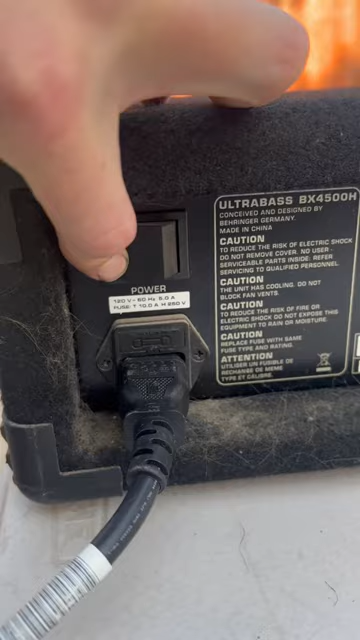 ULTRABASS BX4500H
CONCEIVED AND DESIGNED BY
BEHRINGER GERMANY.
MADE IN CHINA
CAUTION
TO REDUCE THE RISK OF ELECTRIC SHOCK
DO NOT REMOVE COVER. NO USER-
SERVICEABLE PARTS INSIDE: REFER
SERVICING TO QUALIFIED PERSONNEL.
CAUTION
THE UNIT HAS COOLING. DO NOT
BLOCK FAN VENTS.
CAUTION
TO REDUCE THE RISK OF FIRE OR
ELECTRIC SHOCK DO NOT EXPOSE THIS
EQUIPMENT TO RAIN OR MOISTURE.
CAUTION
REPLACE FUSE WITH SAME
FUSE TYPE AND RATING.
ATTENTION
UTILISER UN FUSIBLE DE
RECHANGE DE MEME
TYPE ET CALIBRE.
POWER
120 V~ 60 Hz 5.0 A
FUSE: T 10.0 A H 250 V